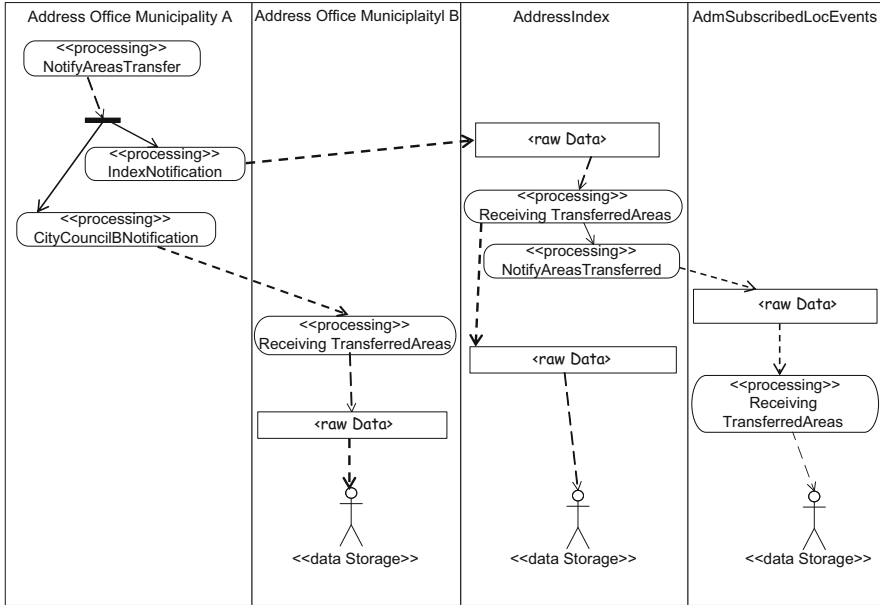 Address Office Municipality A
Address Office Municiplaityl B
AddressIndex
AdmSubscribedLocEvents
<<processing>>
NotifyAreasTransfer
<<processing>>
IndexNotification
<raw Data>
<<processing>>
CityCouncilBNotification
<<processing>>
Receiving TransferredAreas
<<processing>>
NotifyAreasTransferred
<raw Data>
<<processing>>
Receiving TransferredAreas
<raw Data>
<<processing>>
Receiving
TransferredAreas
<raw Data>
<<data Storage>>
<<data Storage>>
<<data Storage>>